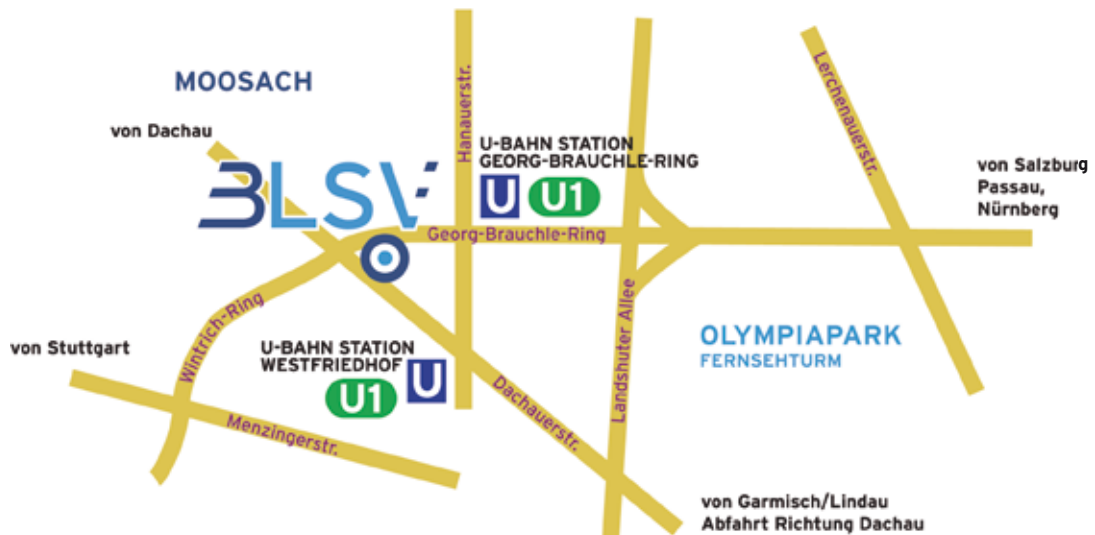 MOOSACH
von Dachau
BLSV
Hanauerstr.
U-BAHN STATION
GEORG-BRAUCHLE-RING
U U1
Georg-Brauchle-Ring
Lerchenauerstr.
von Salzburg
Passau,
Nürnberg
Wintrich-Ring
von Stuttgart
U-BAHN STATION
WESTFRIEDHOF
U1 U
Menzingerstr.
Dachauerstr.
Landshuter Allee
OLYMPIAPARK
FERNSEHTURM
von Garmisch/Lindau
Abfahrt Richtung Dachau